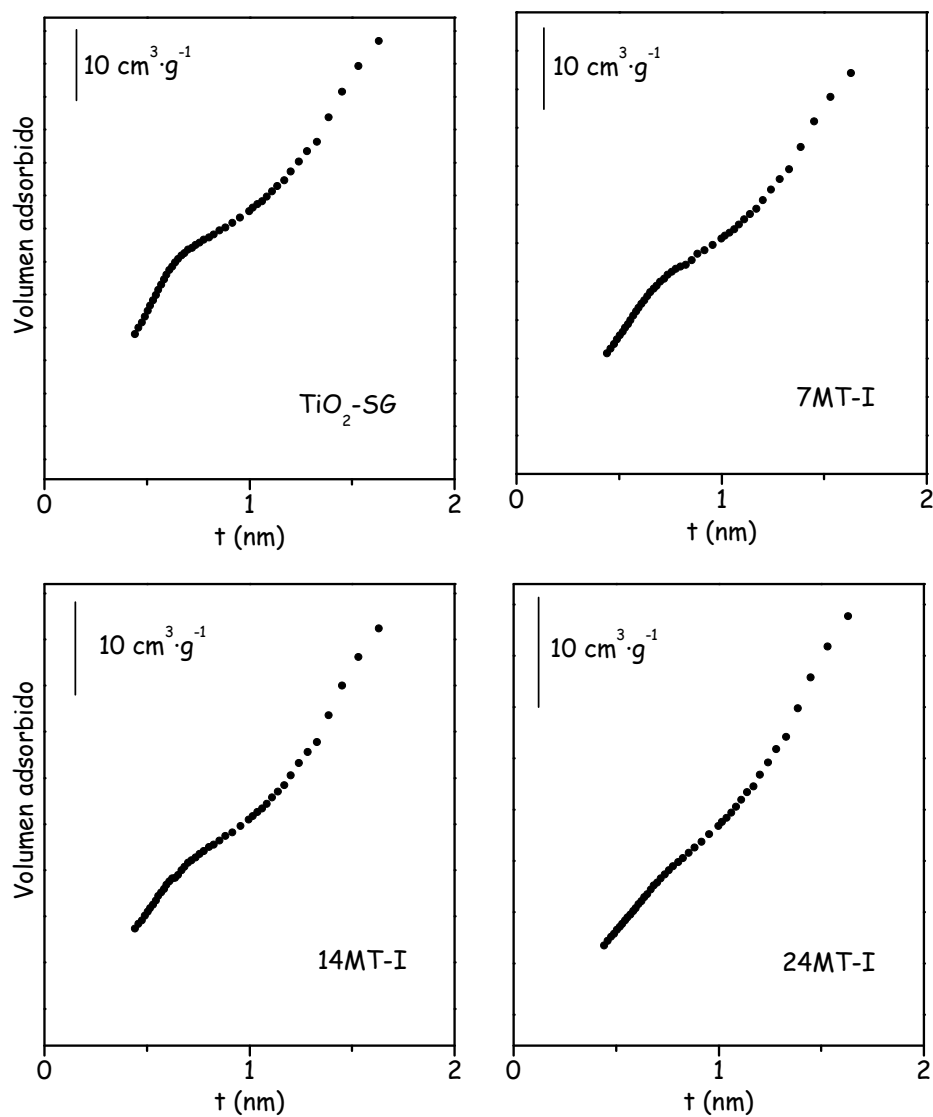 10 cm³·g⁻¹
Volumen adsorbido
TiO₂-SG
0 1 2
t (nm)
10 cm³·g⁻¹
7MT-I
0 1 2
t (nm)
10 cm³·g⁻¹
Volumen adsorbido
14MT-I
0 1 2
t (nm)
10 cm³·g⁻¹
24MT-I
0 1 2
t (nm)